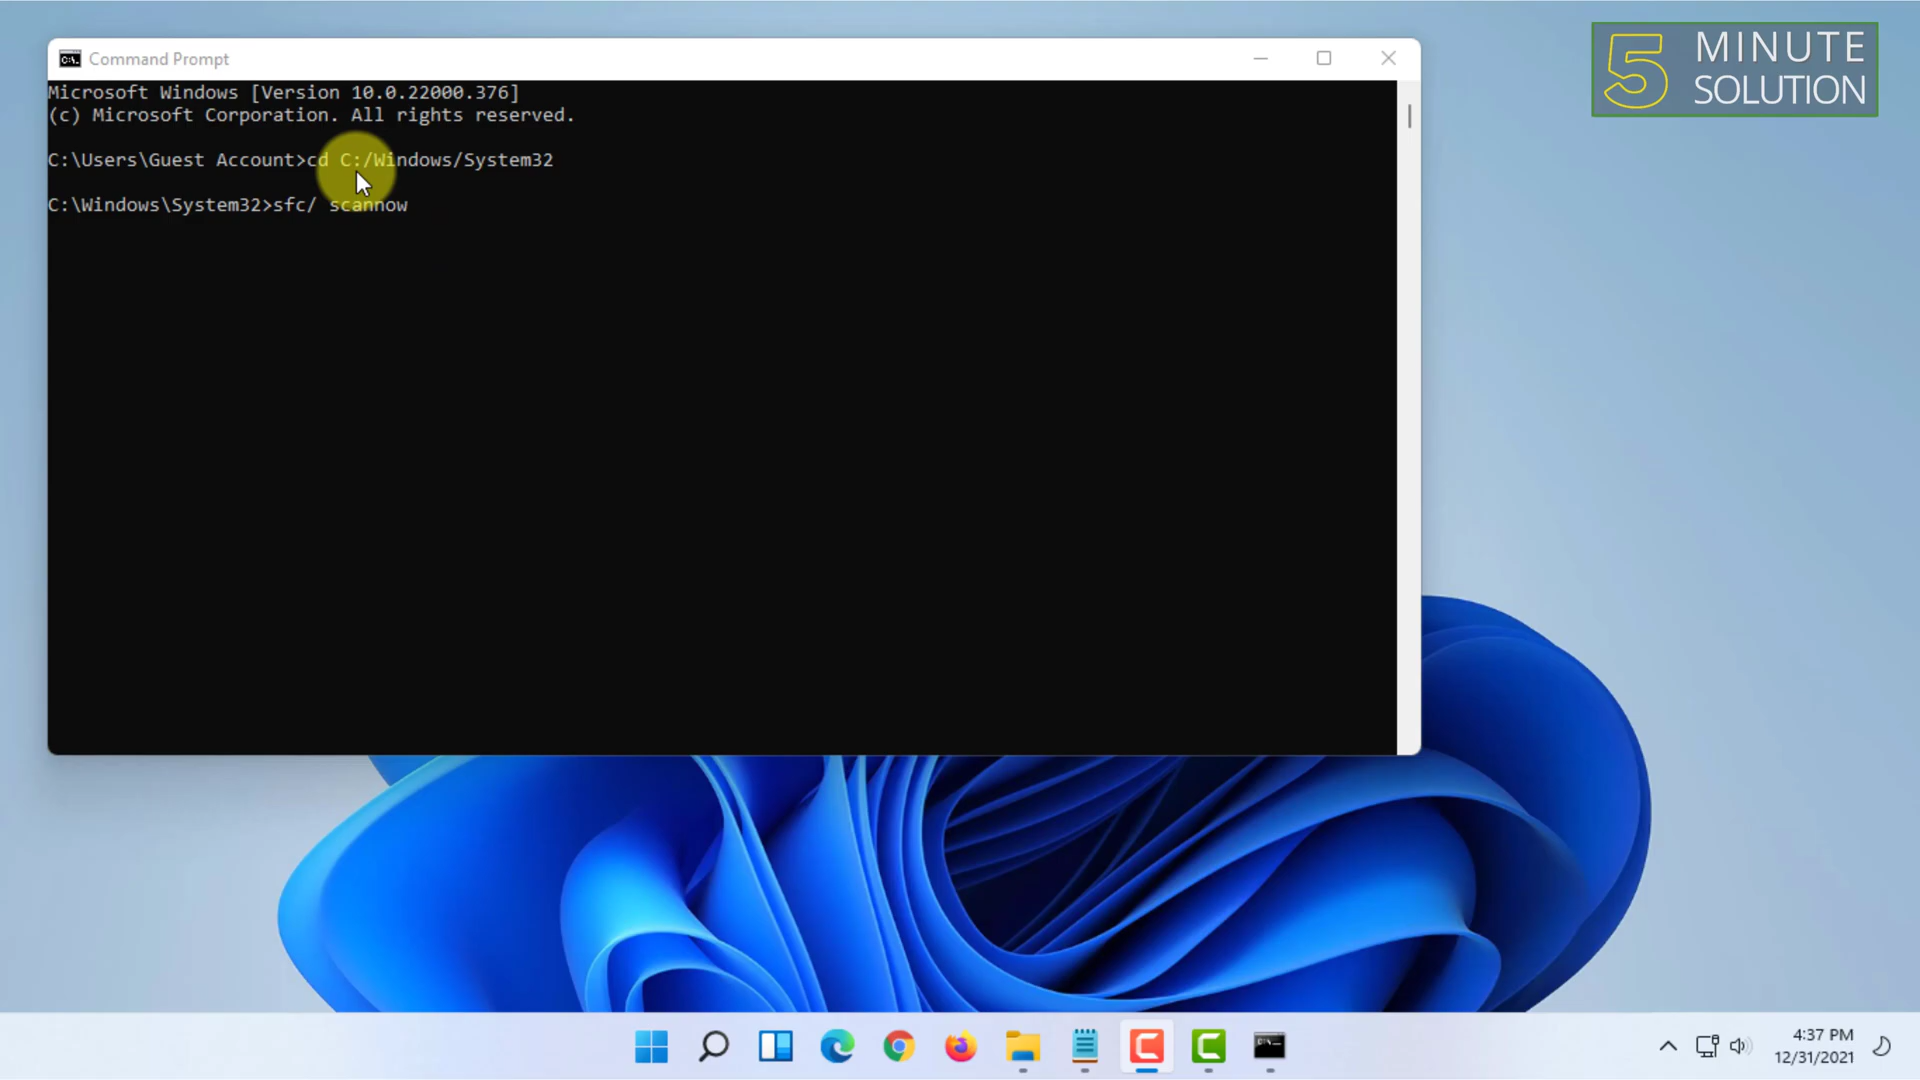 5 MINUTE
SOLUTION
Command Prompt
Microsoft Windows [Version 10.0.22000.376]
(c) Microsoft Corporation. All rights reserved.
C:\Users\Guest Account>cd C:/Windows/System32
C:\Windows\System32>sfc/ scannow
4:37 PM
12/31/2021